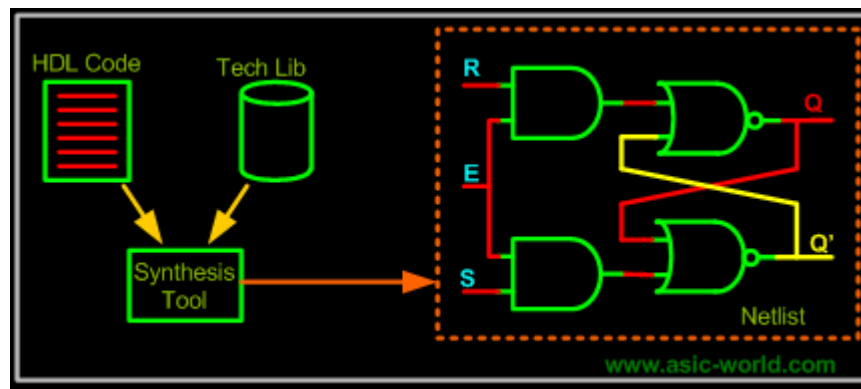 HDL Code
Tech Lib
Synthesis
Tool
R
E
S
Q
Q'
Netlist
www.asic-world.com